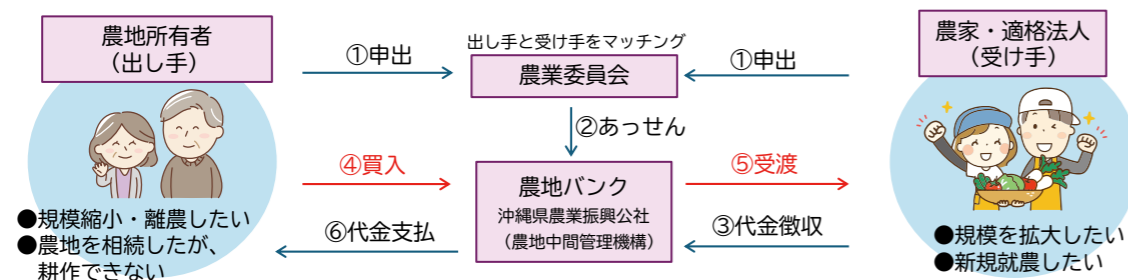 農地所有者
（出し手）
①申出
出し手と受け手をマッチング
農業委員会
①申出
農家・適格法人
（受け手）
②あっせん
④買入
農地バンク
沖縄県農業振興公社
（農地中間管理機構）
⑤受渡
⑥代金支払
③代金徴収
●規模縮小・離農したい
●農地を相続したが、
耕作できない
●規模を拡大したい
●新規就農したい